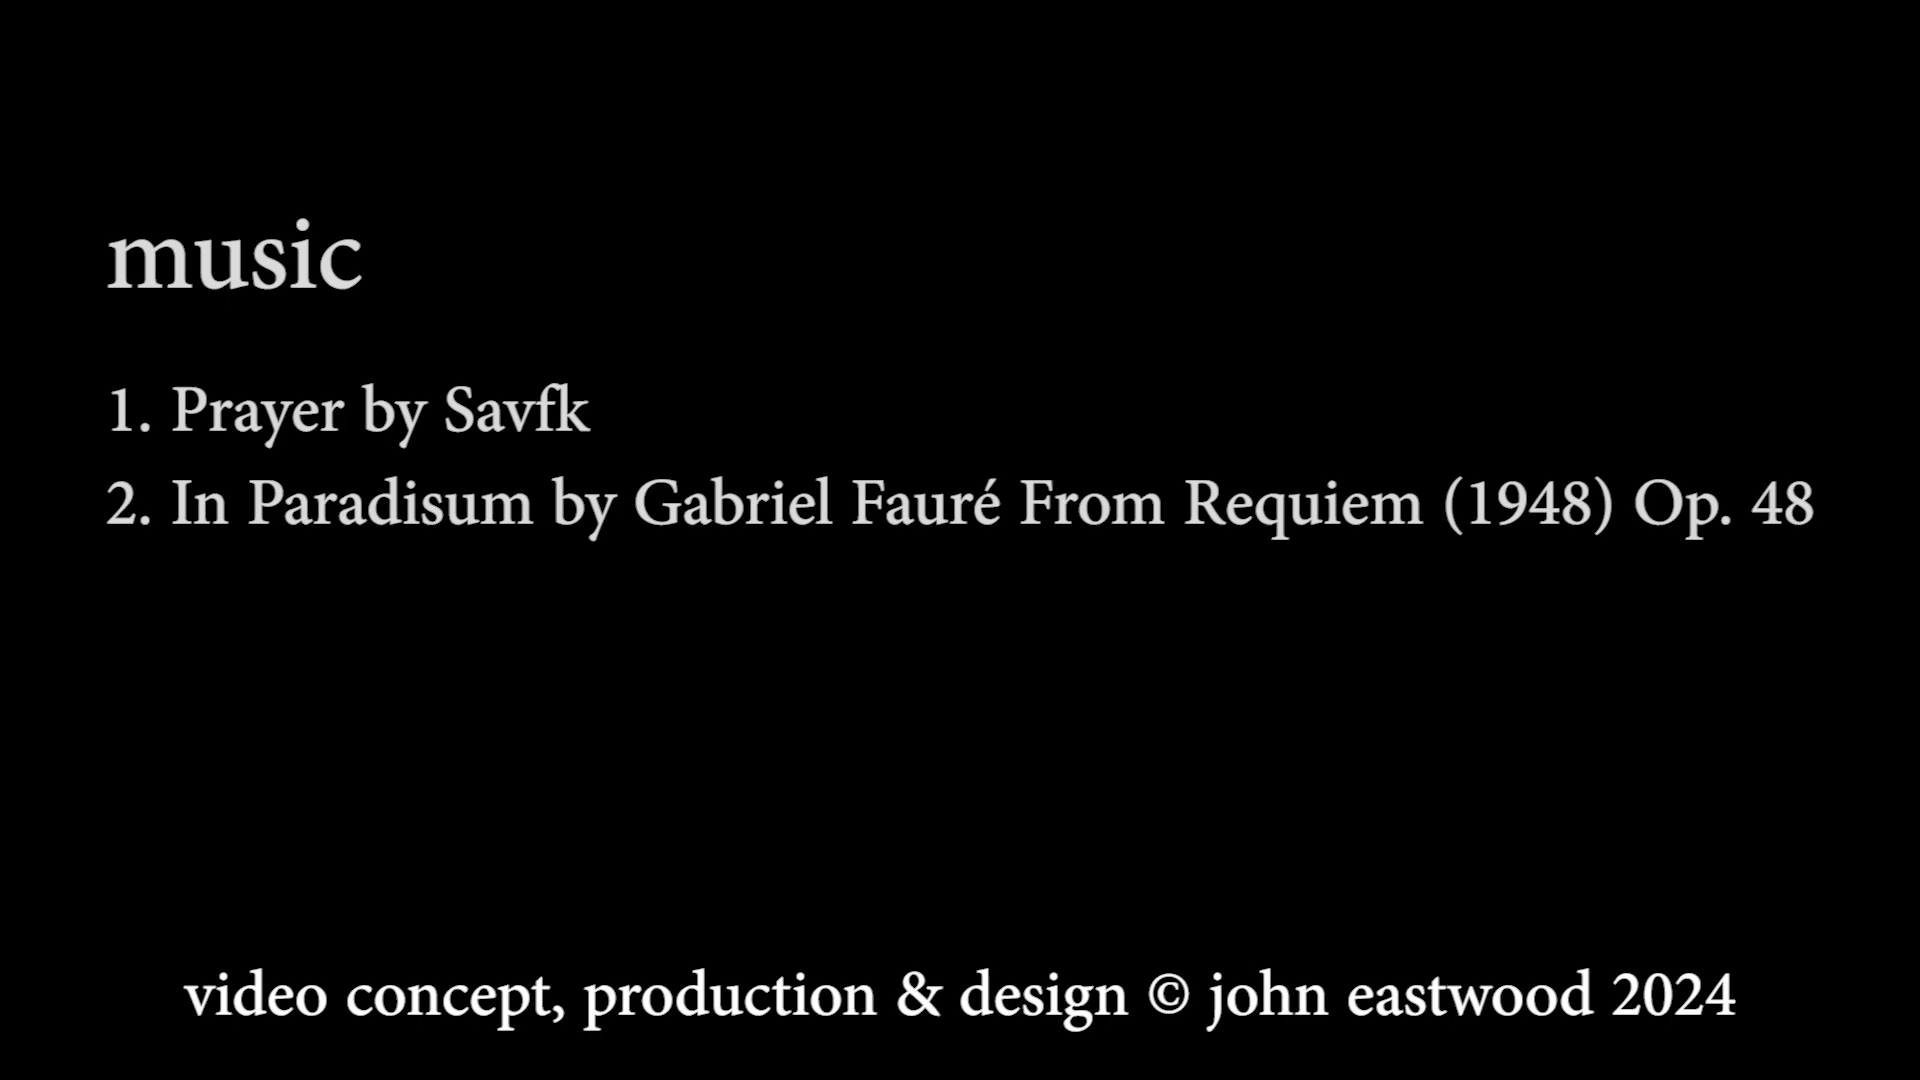 music
1. Prayer by Savfk
2. In Paradisum by Gabriel Fauré From Requiem (1948) Op. 48
video concept, production & design © john eastwood 2024